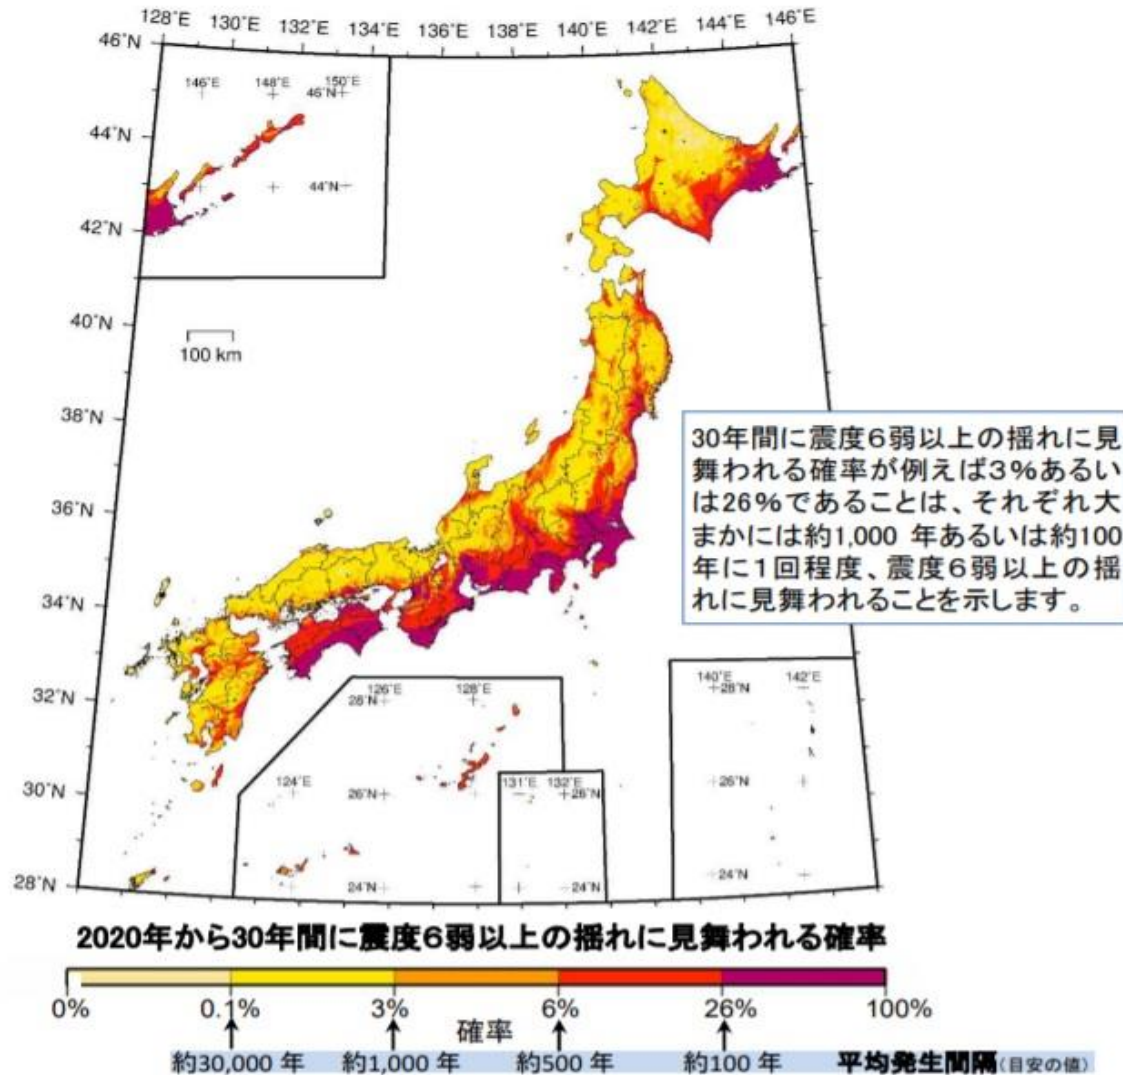 128°E 130°E 132°E 134°E 136°E 138°E 140°E 142°E 144°E 146°E
46°N
146°E 148°E 150°E
46°N
44°N
44°N
42°N
40°N
100 km
38°N
30年間に震度6弱以上の揺れに見
舞われる確率が例えば3%あるい
は26%であることは、それぞれ大
まかには約1,000 年あるいは約100
年に1回程度、震度6弱以上の揺
れに見舞われることを示します。
36°N
34°N
32°N
126°E 128°E
28°N
140°E 142°E
28°N
124°E
131°E 132°E
30°N
26°N
26°N
26°N
28°N
24°N
24°N
24°N
2020年から30年間に震度6弱以上の揺れに見舞われる確率
0% 0.1% 3% 6% 26% 100%
確率
約30,000 年 約1,000 年 約500 年 約100 年 平均発生間隔(目安の値)